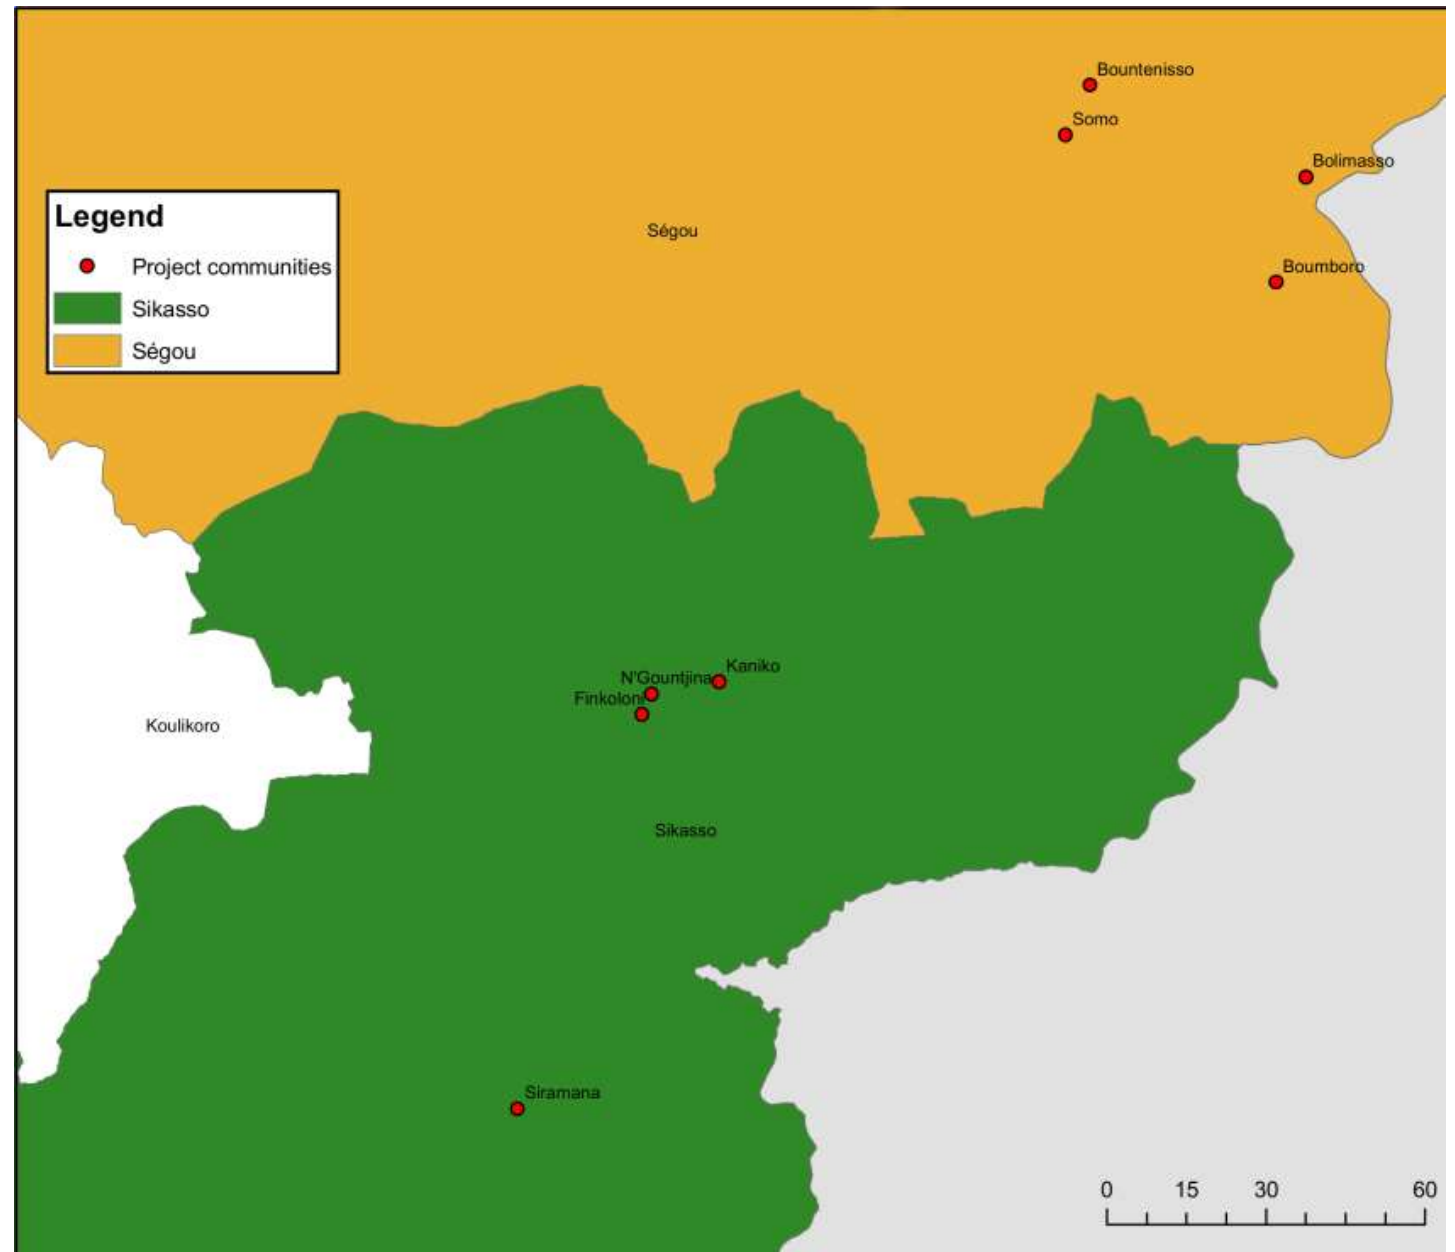 Bountenisso
Somo
Bolimasso
Legend
Ségou
Project communities
Boumboro
Sikasso
Ségou
Kaniko
N'Gountjina
Finkoloni
Koulikoro
Sikasso
Siramana
0 15 30 60